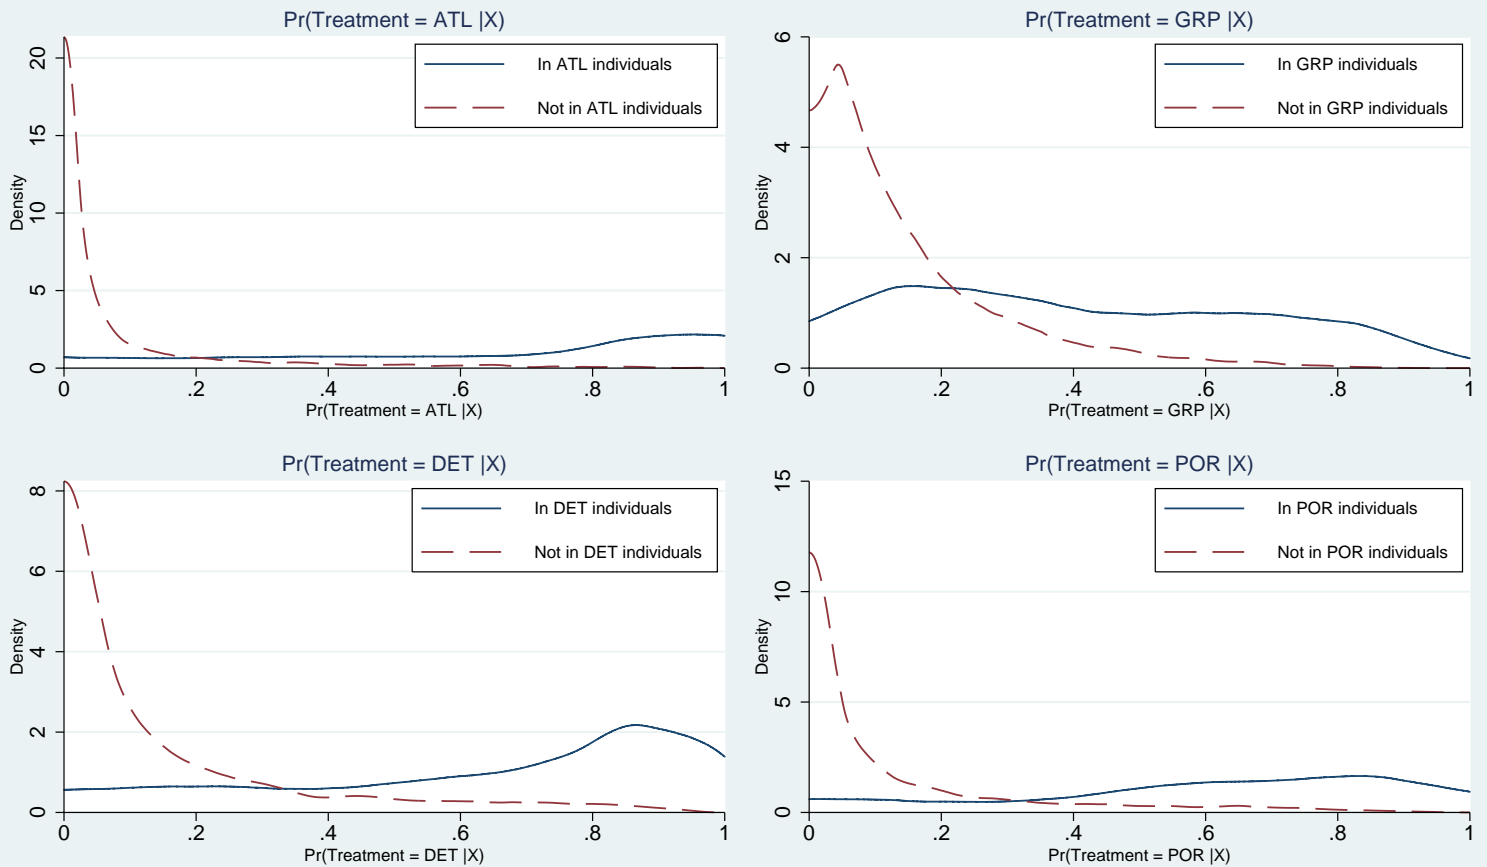 Pr(Treatment = ATL |X)
In ATL individuals
Not in ATL individuals
Density
0
5
10
15
20
0
.2
.4
.6
.8
1
Pr(Treatment = ATL |X)
Pr(Treatment = GRP |X)
In GRP individuals
Not in GRP individuals
Density
0
2
4
6
0
.2
.4
.6
.8
1
Pr(Treatment = GRP |X)
Pr(Treatment = DET |X)
In DET individuals
Not in DET individuals
Density
0
2
4
6
8
0
.2
.4
.6
.8
1
Pr(Treatment = DET |X)
Pr(Treatment = POR |X)
In POR individuals
Not in POR individuals
Density
0
5
10
15
0
.2
.4
.6
.8
1
Pr(Treatment = POR |X)